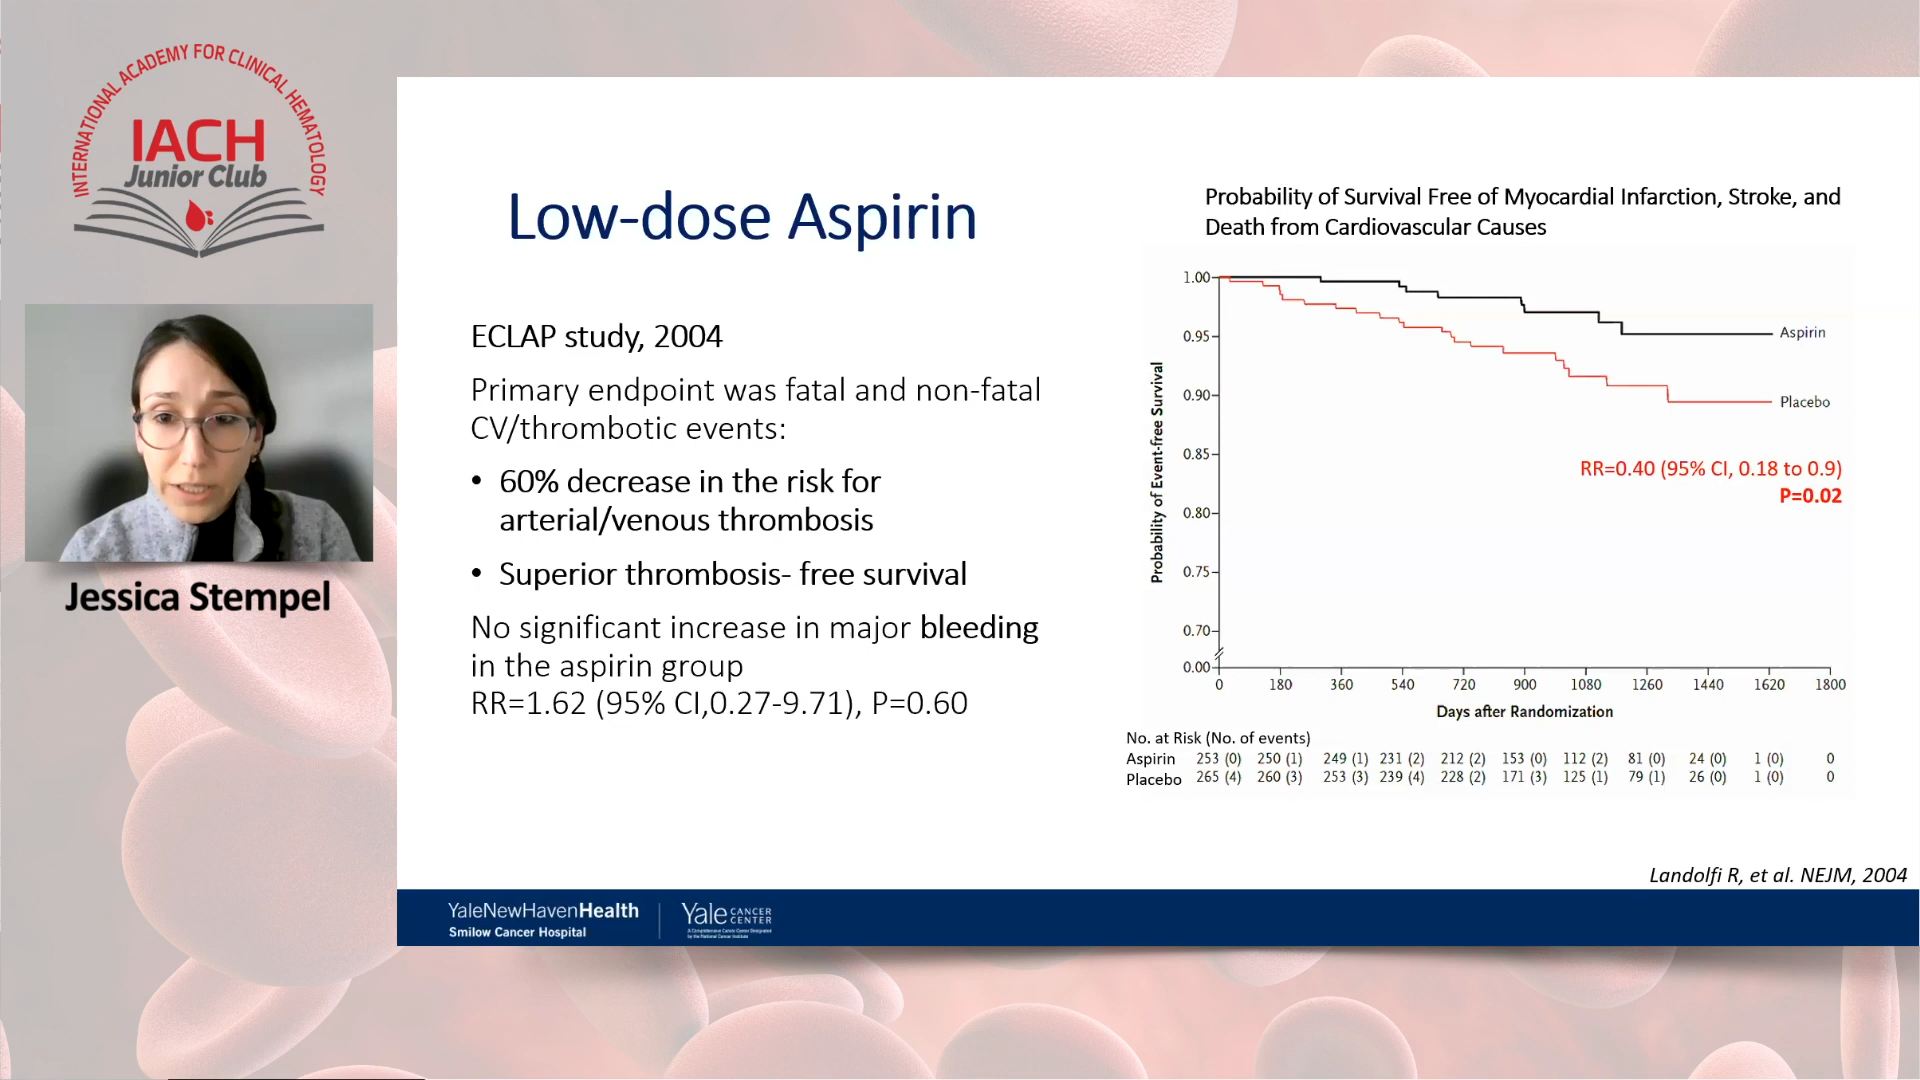 INTERNATIONAL ACADEMY FOR CLINICAL HEMATOLOGY
IACH
Junior Club
Jessica Stempel
Low-dose Aspirin
ECLAP study, 2004
Primary endpoint was fatal and non-fatal
CV/thrombotic events:
• 60% decrease in the risk for
arterial/venous thrombosis
• Superior thrombosis- free survival
No significant increase in major bleeding
in the aspirin group
RR=1.62 (95% CI,0.27-9.71), P=0.60
Probability of Survival Free of Myocardial Infarction, Stroke, and
Death from Cardiovascular Causes
Probability of Event-free Survival
1.00
0.95
0.90
0.85
0.80
0.75
0.70
0.00
Aspirin
Placebo
RR=0.40 (95% CI, 0.18 to 0.9)
P=0.02
0 180 360 540 720 900 1080 1260 1440 1620 1800
Days after Randomization
No. at Risk (No. of events)
Aspirin 253 (0) 250 (1) 249 (1) 231 (2) 212 (2) 153 (0) 112 (2) 81 (0) 24 (0) 1 (0) 0
Placebo 265 (4) 260 (3) 253 (3) 239 (4) 228 (2) 171 (3) 125 (1) 79 (1) 26 (0) 1 (0) 0
Landolfi R, et al. NEJM, 2004
YaleNewHavenHealth
Smilow Cancer Hospital
Yale CANCER CENTER